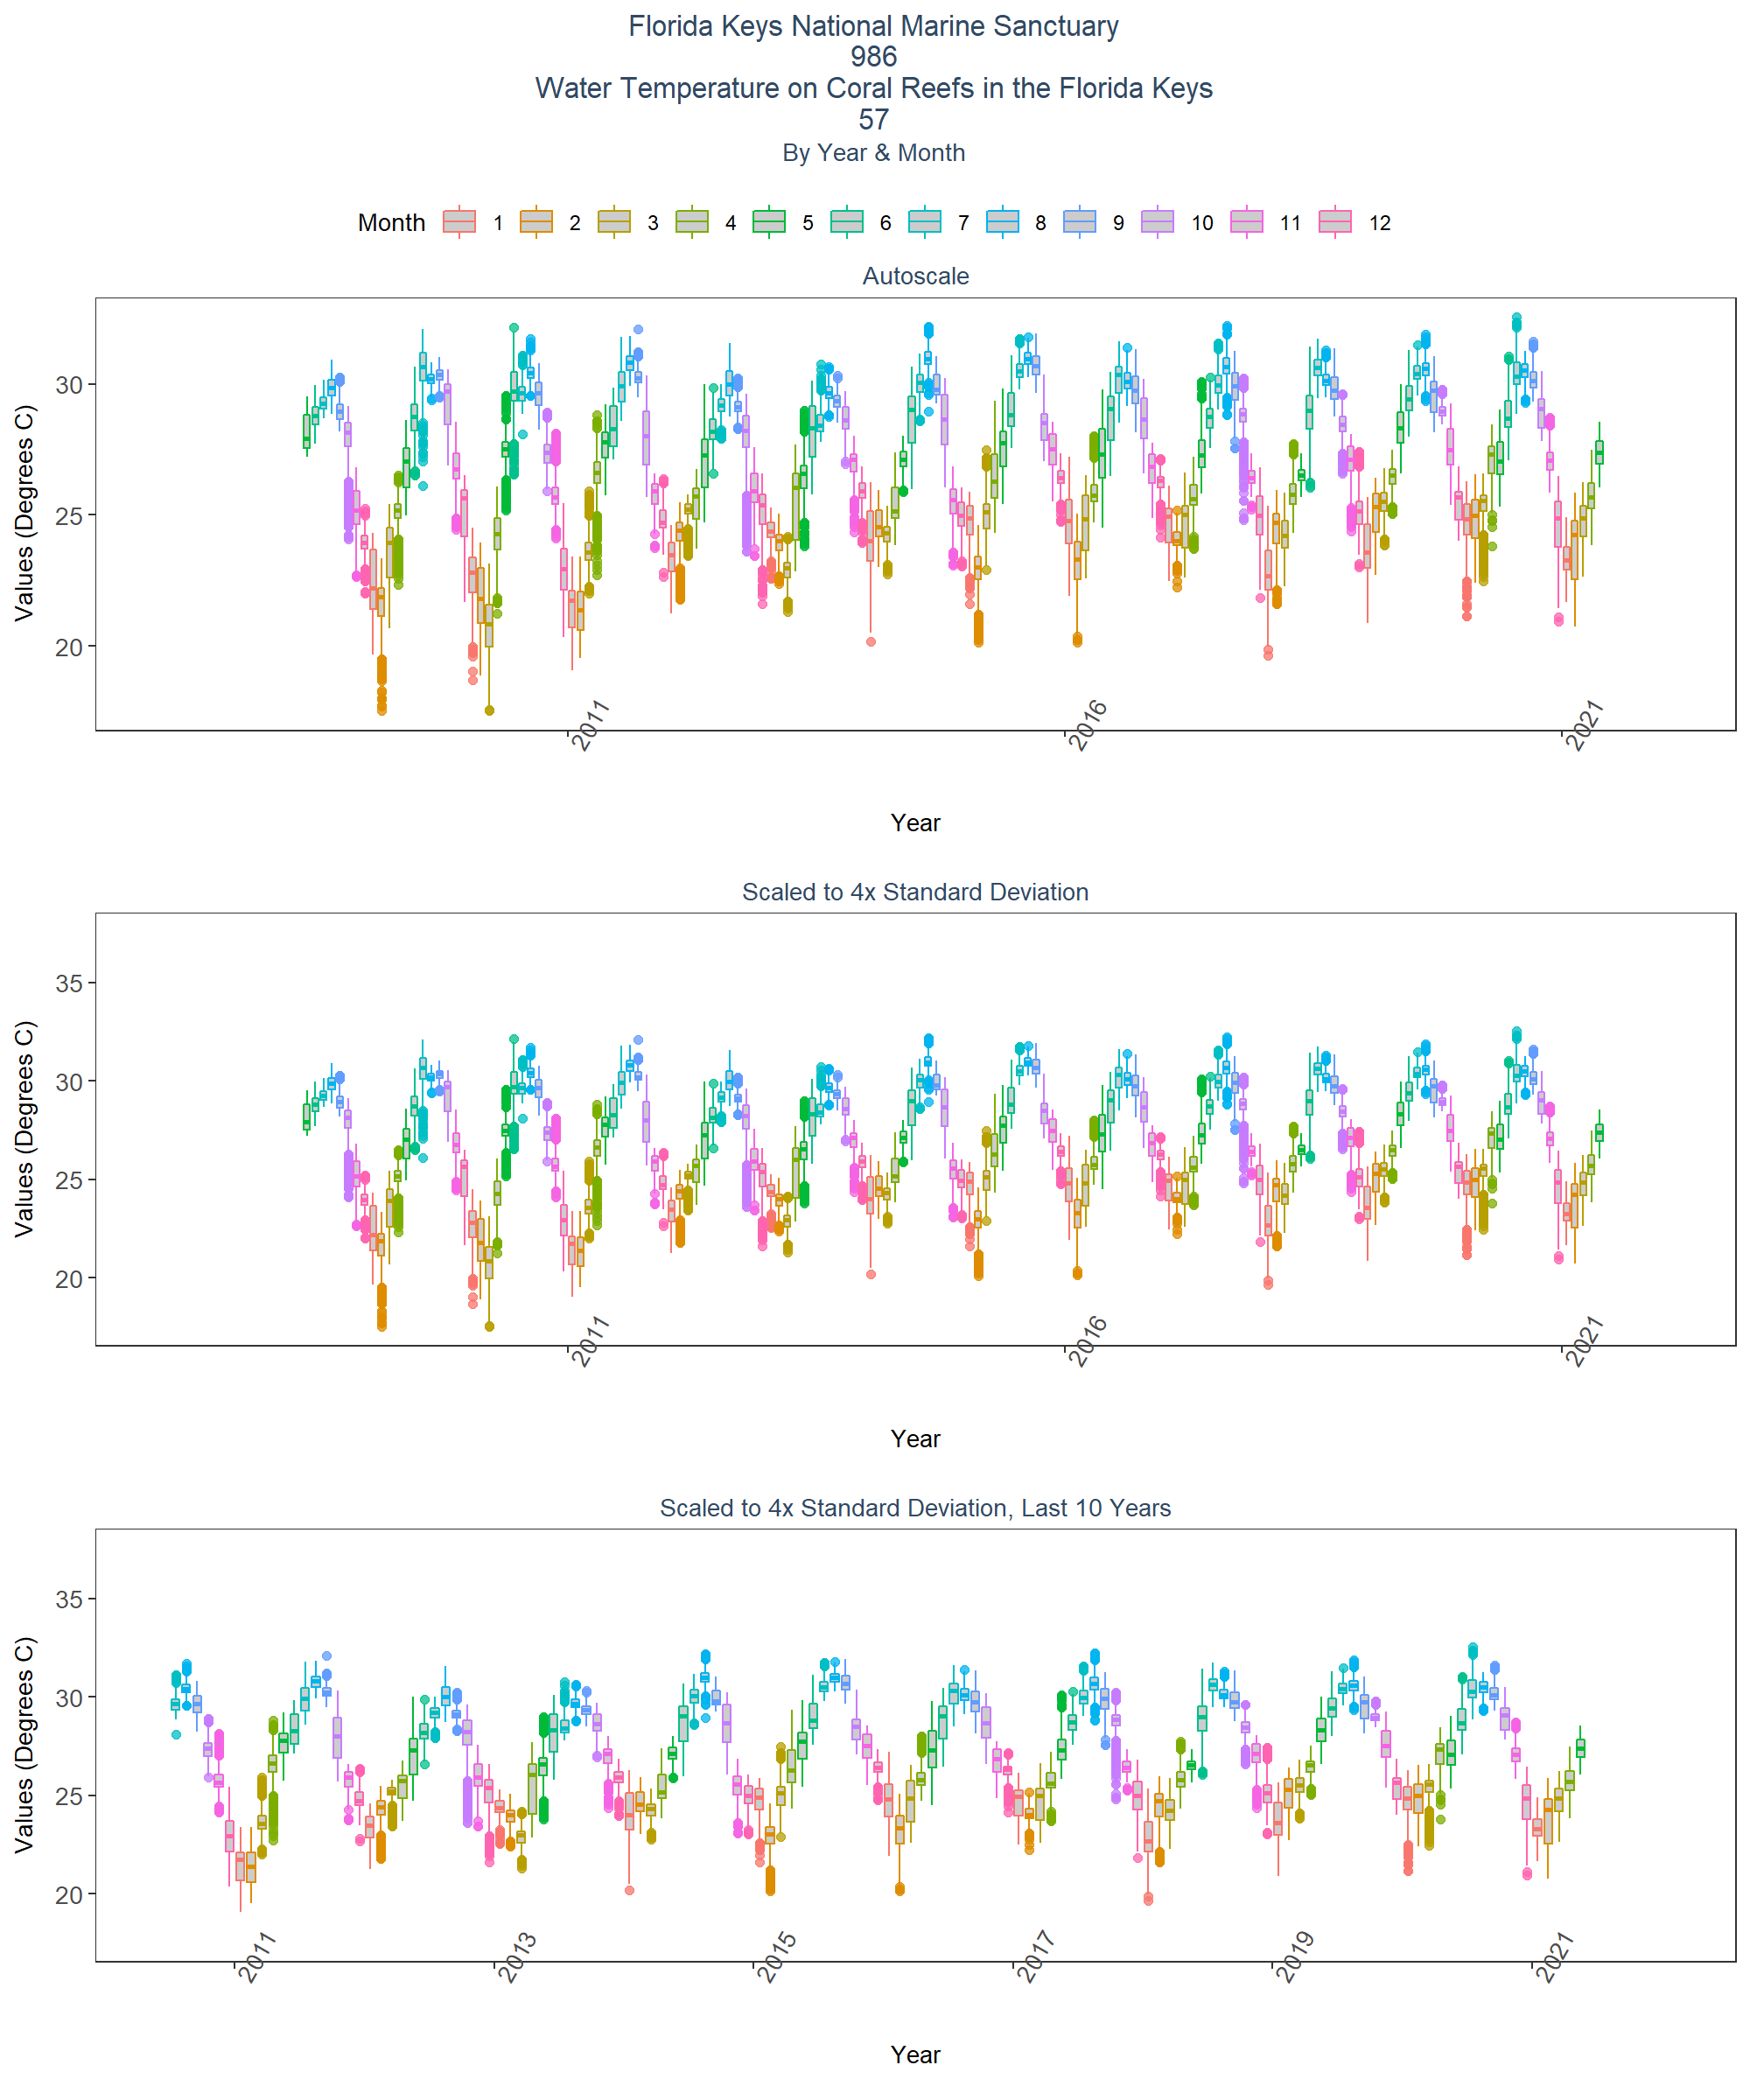 Florida Keys National Marine Sanctuary
986
Water Temperature on Coral Reefs in the Florida Keys
57
By Year & Month
Month 1 2 3 4 5 6 7 8 9 10 11 12
Autoscale
Values (Degrees C)
30
25
20
2011 2016 2021
Year
Scaled to 4x Standard Deviation
Values (Degrees C)
35
30
25
20
2011 2016 2021
Year
Scaled to 4x Standard Deviation, Last 10 Years
Values (Degrees C)
35
30
25
20
2011 2013 2015 2017 2019 2021
Year